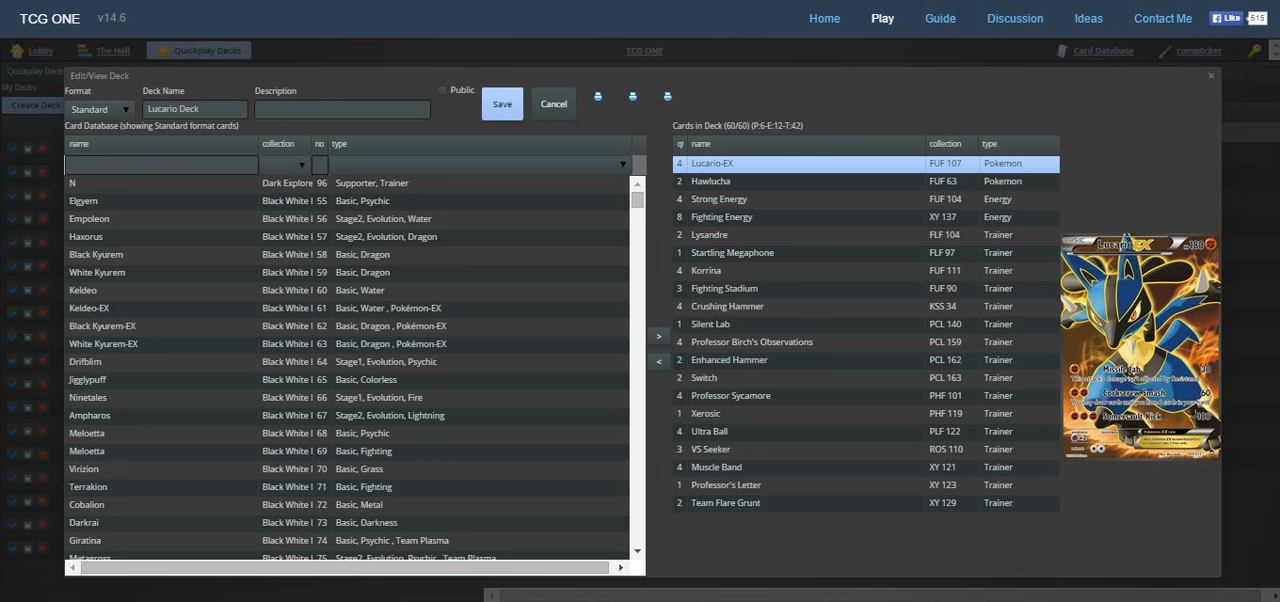 TCG ONE v14.6 Home Play Guide Discussion Ideas Contact Me Like 615
Lobby The Hall Quickplay Decks TCG ONE Card Database comp0cker
Quickplay Deck
My Decks
Create Deck
Edit/View Deck ×
Format Deck Name Description Public Save Cancel
Standard Lucario Deck
Card Database (showing Standard format cards)
name collection no type
N Dark Explore 96 Supporter, Trainer
Elgyem Black White 55 Basic, Psychic
Empoleon Black White 56 Stage2, Evolution, Water
Haxorus Black White 57 Stage2, Evolution, Dragon
Black Kyurem Black White 58 Basic, Dragon
White Kyurem Black White 59 Basic, Dragon
Keldeo Black White 60 Basic, Water
Keldeo-EX Black White 61 Basic, Water , Pokémon-EX
Black Kyurem-EX Black White 62 Basic, Dragon , Pokémon-EX
White Kyurem-EX Black White 63 Basic, Dragon , Pokémon-EX
Drifblim Black White 64 Stage1, Evolution, Psychic
Jigglypuff Black White 65 Basic, Colorless
Ninetales Black White 66 Stage1, Evolution, Fire
Ampharos Black White 67 Stage2, Evolution, Lightning
Meloetta Black White 68 Basic, Psychic
Meloetta Black White 69 Basic, Fighting
Virizion Black White 70 Basic, Grass
Terrakion Black White 71 Basic, Fighting
Cobalion Black White 72 Basic, Metal
Darkrai Black White 73 Basic, Darkness
Giratina Black White 74 Basic, Psychic , Team Plasma
Metagross Black White 75 Stage2, Evolution, Psychic , Team Plasma
>
<
Cards in Deck (60/60) (P:6-E:12-T:42)
name collection type
4 Lucario-EX FUF 107 Pokemon
2 Hawlucha FUF 63 Pokemon
4 Strong Energy FUF 104 Energy
8 Fighting Energy XY 137 Energy
2 Lysandre FLF 104 Trainer
1 Startling Megaphone FLF 97 Trainer
4 Korrina FUF 111 Trainer
3 Fighting Stadium FUF 90 Trainer
4 Crushing Hammer KSS 34 Trainer
1 Silent Lab PCL 140 Trainer
4 Professor Birch's Observations PCL 159 Trainer
2 Enhanced Hammer PCL 162 Trainer
2 Switch PCL 163 Trainer
4 Professor Sycamore PHF 101 Trainer
1 Xerosic PHF 119 Trainer
4 Ultra Ball PLF 122 Trainer
3 VS Seeker ROS 110 Trainer
4 Muscle Band XY 121 Trainer
1 Professor's Letter XY 123 Trainer
2 Team Flare Grunt XY 129 Trainer
Lucario EX 180
Missile Jab 30
Corkscrew Smash 60
Somersault Kick 100